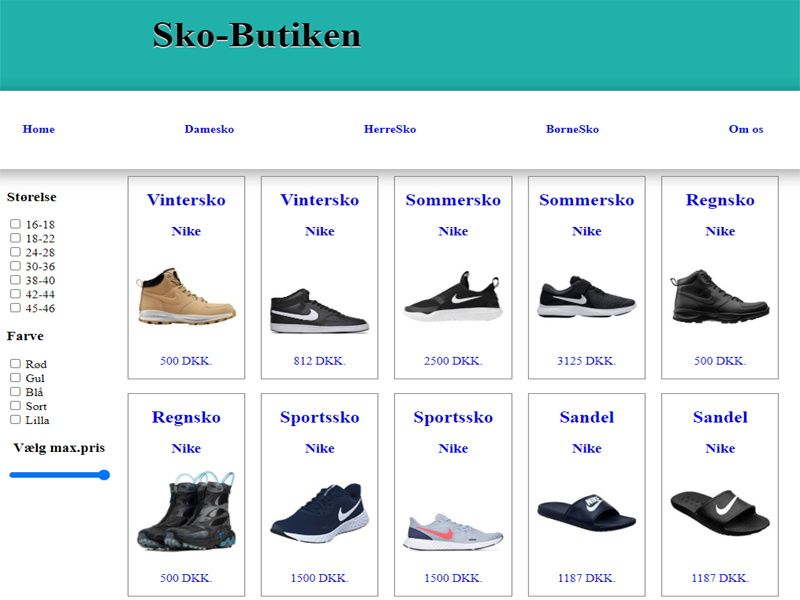 Sko-Butiken
Home Damesko HerreSko BørneSko Om os
Størelse
16-18
18-22
24-28
30-36
38-40
42-44
45-46
Farve
Rød
Gul
Blå
Sort
Lilla
Vælg max.pris
Vintersko
Nike
500 DKK.
Vintersko
Nike
812 DKK.
Sommersko
Nike
2500 DKK.
Sommersko
Nike
3125 DKK.
Regnsko
Nike
500 DKK.
Regnsko
Nike
500 DKK.
Sportssko
Nike
1500 DKK.
Sportssko
Nike
1500 DKK.
Sandel
Nike
NIKE
1187 DKK.
Sandel
Nike
1187 DKK.